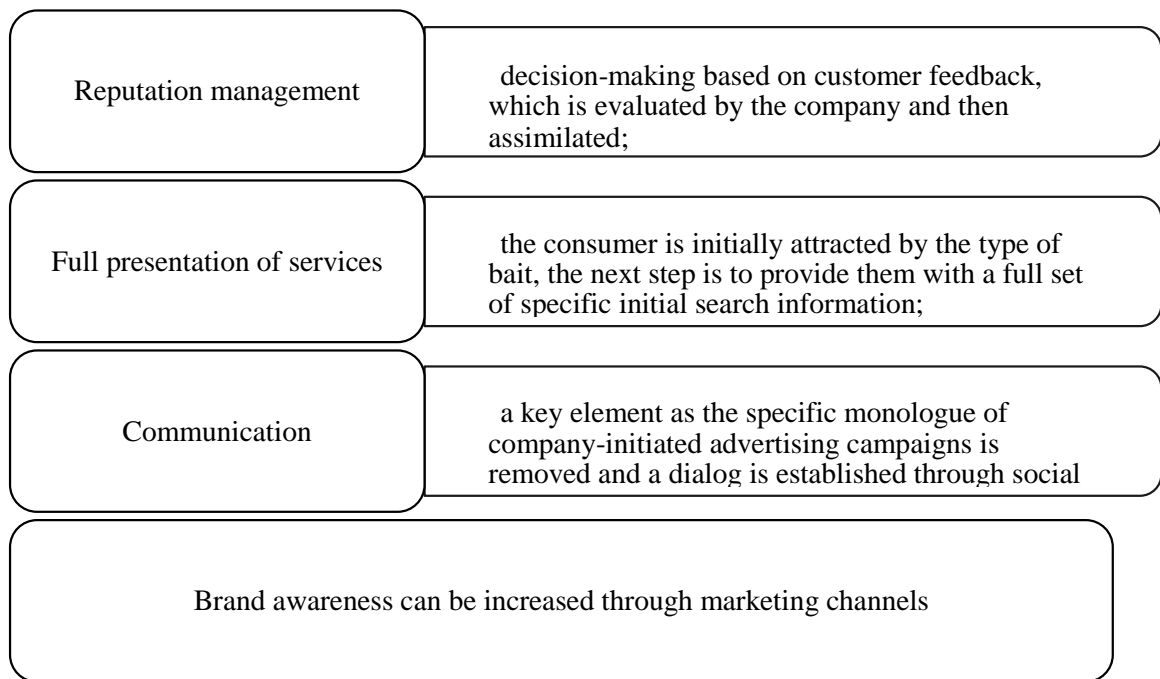 Reputation management
decision-making based on customer feedback,
which is evaluated by the company and then
assimilated;
Full presentation of services
the consumer is initially attracted by the type of
bait, the next step is to provide them with a full set
of specific initial search information;
Communication
a key element as the specific monologue of
company-initiated advertising campaigns is
removed and a dialog is established through social
Brand awareness can be increased through marketing channels